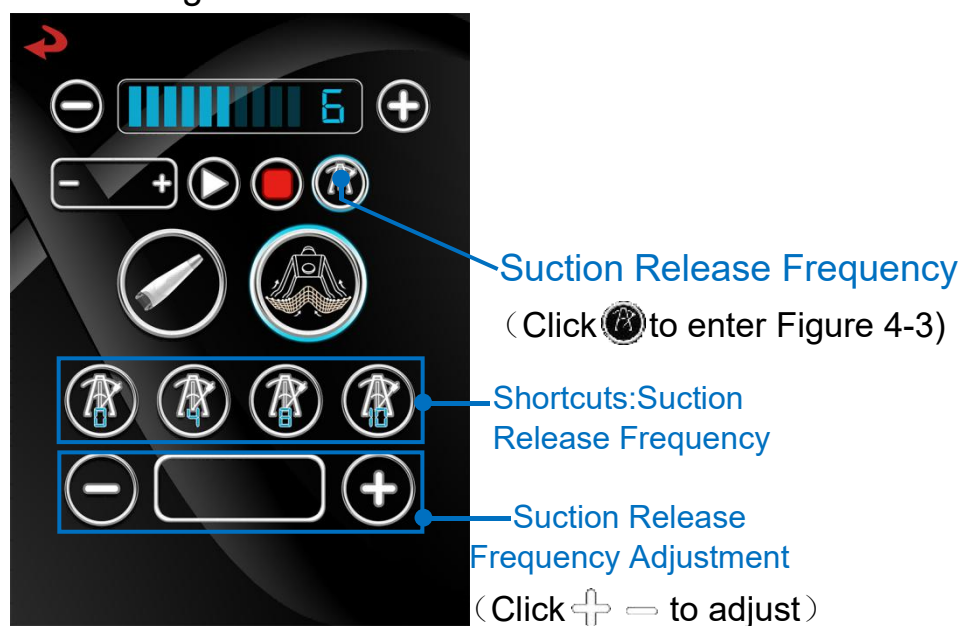 6
- +
Suction Release Frequency
（Click to enter Figure 4-3)
0 4 8 10
Shortcuts:Suction
Release Frequency
Suction Release
Frequency Adjustment
（Click + - to adjust）